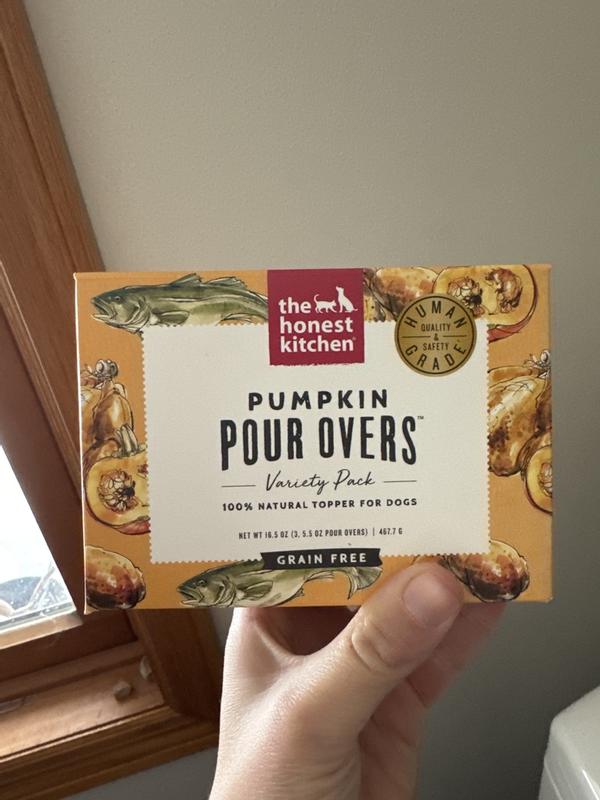 the
honest
kitchen®
HUMAN
QUALITY
&
SAFETY
GRADE
PUMPKIN
POUR OVERS™
Variety Pack
100% NATURAL TOPPER FOR DOGS
NET WT 16.5 OZ (3, 5.5 OZ POUR OVERS) | 467.7 G
GRAIN FREE